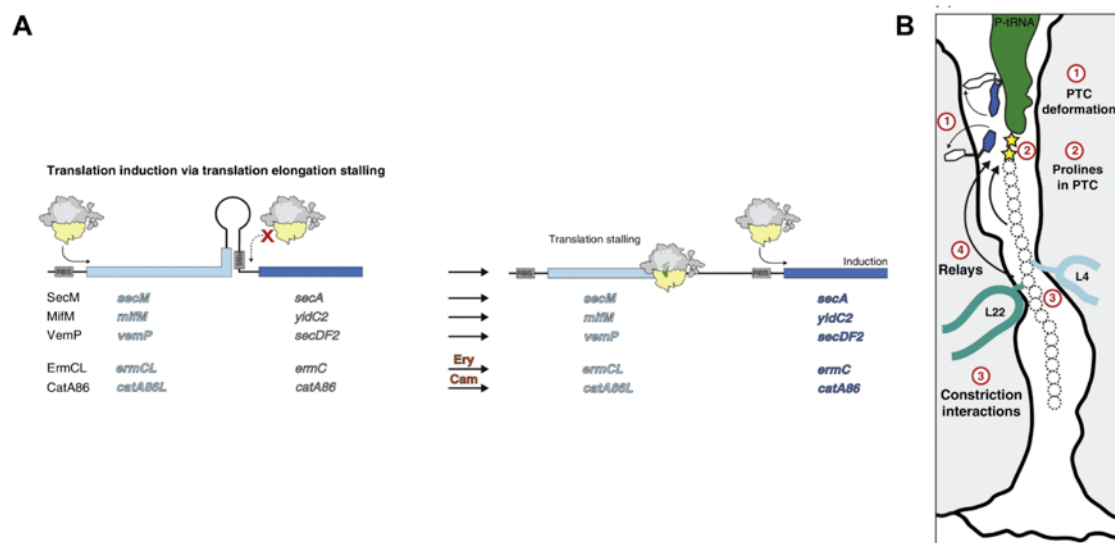 A
Translation induction via translation elongation stalling
RBS
X
RBS
SecM secM secA
MifM mifM yidC2
VemP vemP secDF2
ErmCL ermCL ermC
CatA86 catA86L catA86
Translation stalling
RBS
RBS
Induction
secM secA
mifM yidC2
vemP secDF2
Ery
ermCL ermC
Cam
catA86L catA86
B
P-tRNA
1
PTC
deformation
1
2
2
Prolines
in PTC
4
Relays
L4
3
L22
3
Constriction
interactions